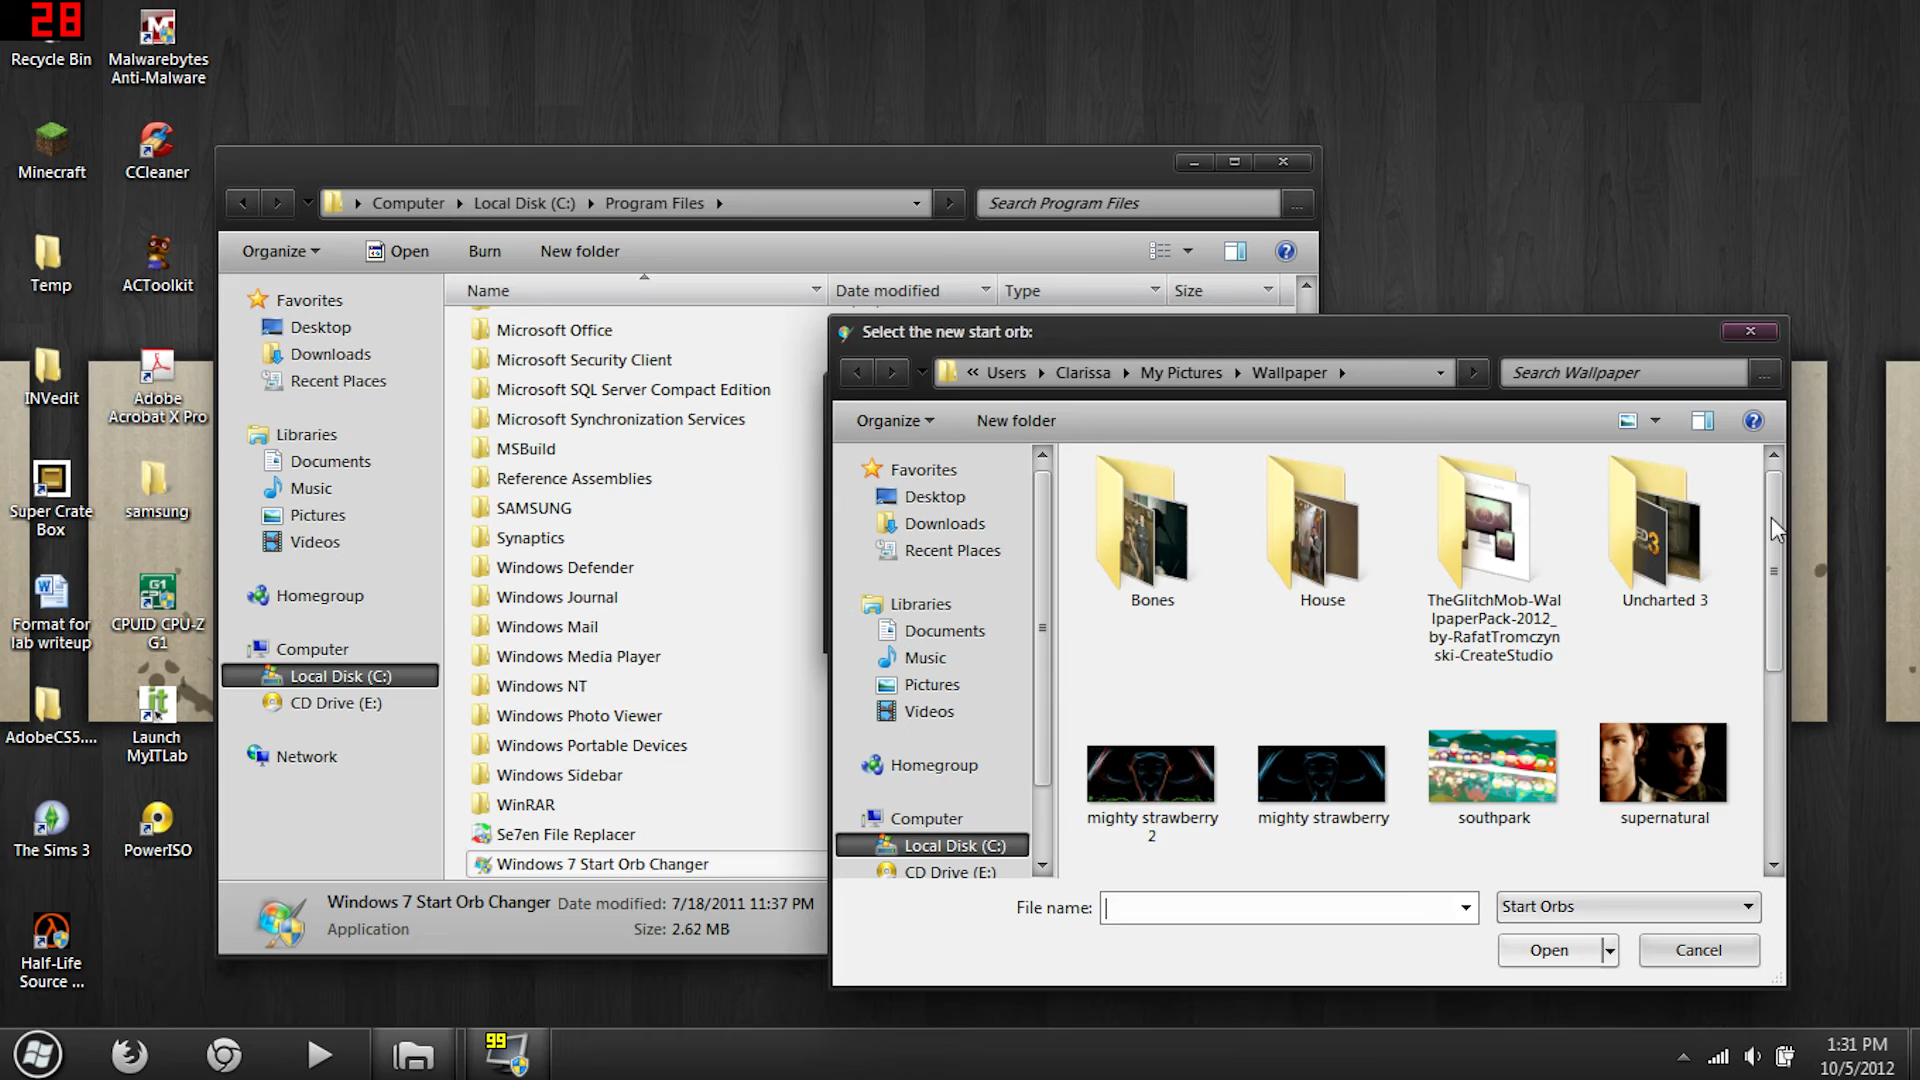 28
Recycle Bin
Malwarebytes
Anti-Malware
Minecraft
CCleaner
Temp
ACToolkit
INVedit
Adobe
Acrobat X Pro
Super Crate
Box
samsung
Format for
lab writeup
CPUID CPU-Z
G1
AdobeCS5....
Launch
MyITLab
The Sims 3
PowerISO
Half-Life
Source ...
Computer
Local Disk (C:)
Program Files
Search Program Files
...
Organize
Open
Burn
New folder
Name
Date modified
Type
Size
Favorites
Desktop
Downloads
Recent Places
Libraries
Documents
Music
Pictures
Videos
Homegroup
Computer
Local Disk (C:)
CD Drive (E:)
Network
Microsoft Office
Microsoft Security Client
Microsoft SQL Server Compact Edition
Microsoft Synchronization Services
MSBuild
Reference Assemblies
SAMSUNG
Synaptics
Windows Defender
Windows Journal
Windows Mail
Windows Media Player
Windows NT
Windows Photo Viewer
Windows Portable Devices
Windows Sidebar
WinRAR
Se7en File Replacer
Windows 7 Start Orb Changer
Windows 7 Start Orb Changer Date modified: 7/18/2011 11:37 PM
Application Size: 2.62 MB
Select the new start orb:
« Users
Clarissa
My Pictures
Wallpaper
Search Wallpaper
...
Organize
New folder
Favorites
Desktop
Downloads
Recent Places
Libraries
Documents
Music
Pictures
Videos
Homegroup
Computer
Local Disk (C:)
CD Drive (E:)
Bones
House
TheGlitchMob-Wal
lpaperPack-2012_
by-RafatTromczyn
ski-CreateStudio
Uncharted 3
mighty strawberry
2
mighty strawberry
southpark
supernatural
File name:
Start Orbs
Open
Cancel
99
1:31 PM
10/5/2012